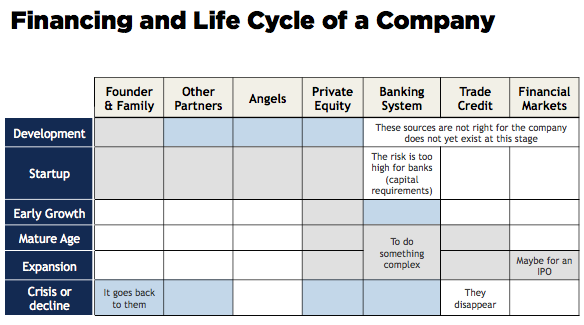 Financing and Life Cycle of a Company
Founder
& Family
Other
Partners
Angels
Private
Equity
Banking
System
Trade
Credit
Financial
Markets
Development
These sources are not right for the company
does not yet exist at this stage
Startup
The risk is too
high for banks
(capital
requirements)
Early Growth
Mature Age
To do
something
complex
Expansion
Maybe for an
IPO
Crisis or
decline
It goes back
to them
They
disappear